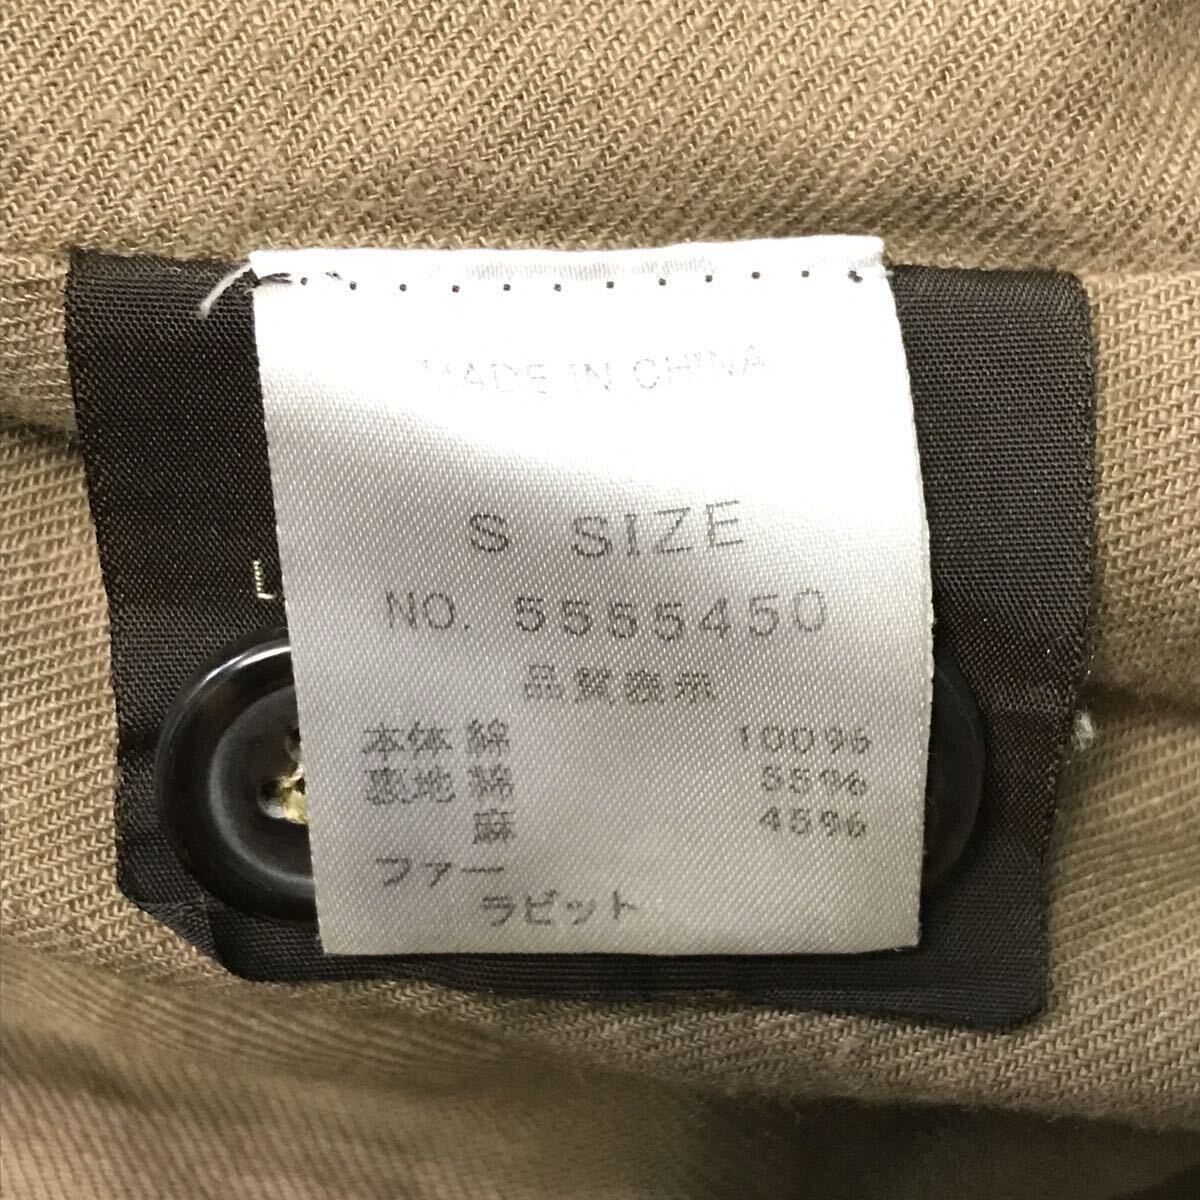 MADE IN CHINA
S SIZE
NO. 5555450
品質表示
本体 綿 100%
裏地 綿 55%
麻 45%
ファー
ラビット